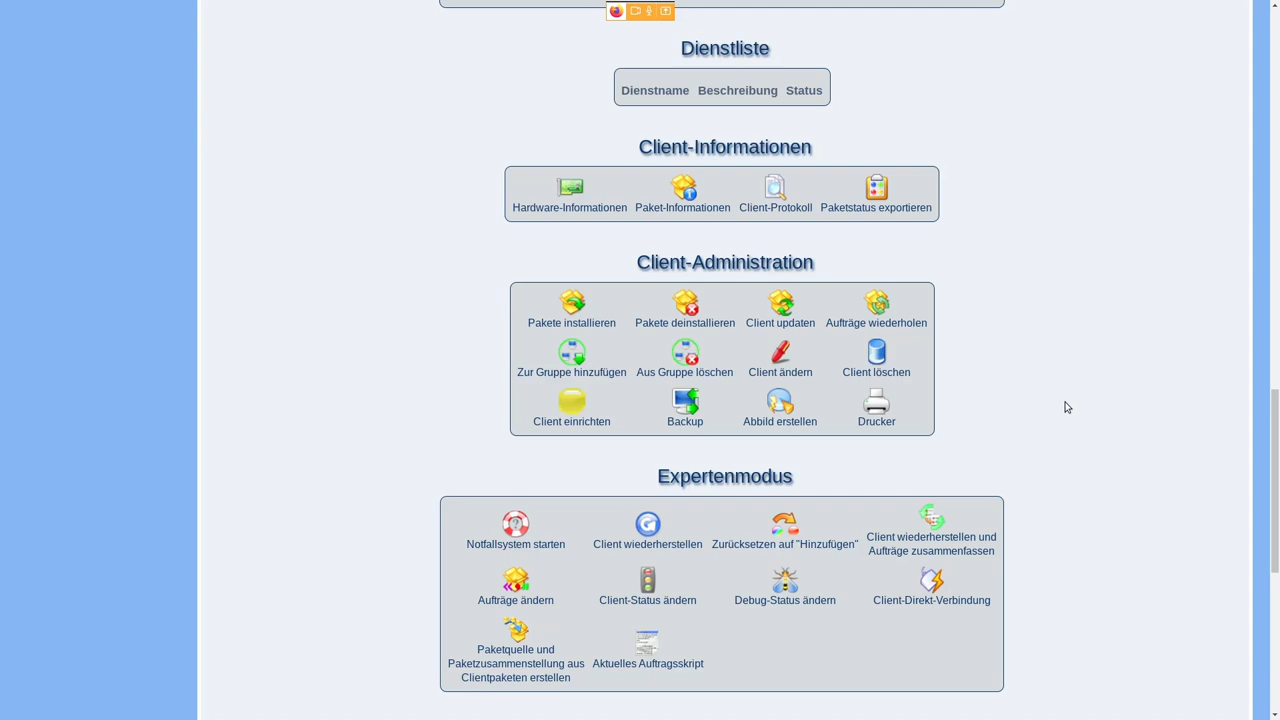 Dienstliste
Dienstname Beschreibung Status
Client-Informationen
Hardware-Informationen Paket-Informationen Client-Protokoll Paketstatus exportieren
Client-Administration
Pakete installieren Pakete deinstallieren Client updaten Aufträge wiederholen
Zur Gruppe hinzufügen Aus Gruppe löschen Client ändern Client löschen
Client einrichten Backup Abbild erstellen Drucker
Expertenmodus
Notfallsystem starten Client wiederherstellen Zurücksetzen auf "Hinzufügen" Client wiederherstellen und
Aufträge zusammenfassen
Aufträge ändern Client-Status ändern Debug-Status ändern Client-Direkt-Verbindung
Paketquelle und
Paketzusammenstellung aus
Clientpaketen erstellen
Aktuelles Auftragsskript